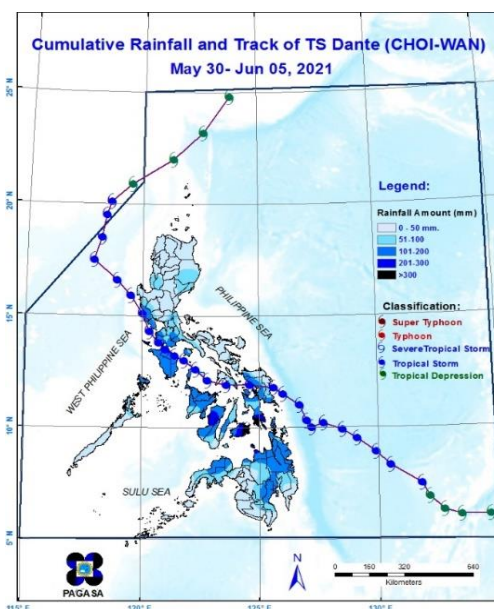 Cumulative Rainfall and Track of TS Dante (CHOI-WAN)
May 30- Jun 05, 2021
25° N
20° N
15° N
10° N
5° N
Legend:
Rainfall Amount (mm)
0 - 50 mm.
51-100
101-200
201-300
>300
Classification:
Super Typhoon
Typhoon
SevereTropical Storm
Tropical Storm
Tropical Depression
PHILIPPINE SEA
WEST PHILIPPINE SEA
SULU SEA
PAGASA
N
0 160 320 640
Kilometers
115° E
120° E
125° E
130° E